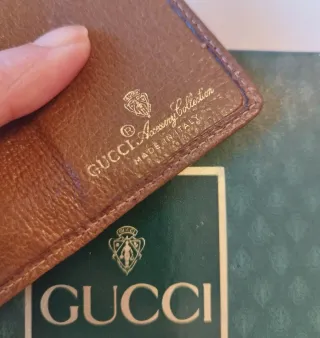 ® Accessory Collection
GUCCI
MADE IN ITALY
GUCCI